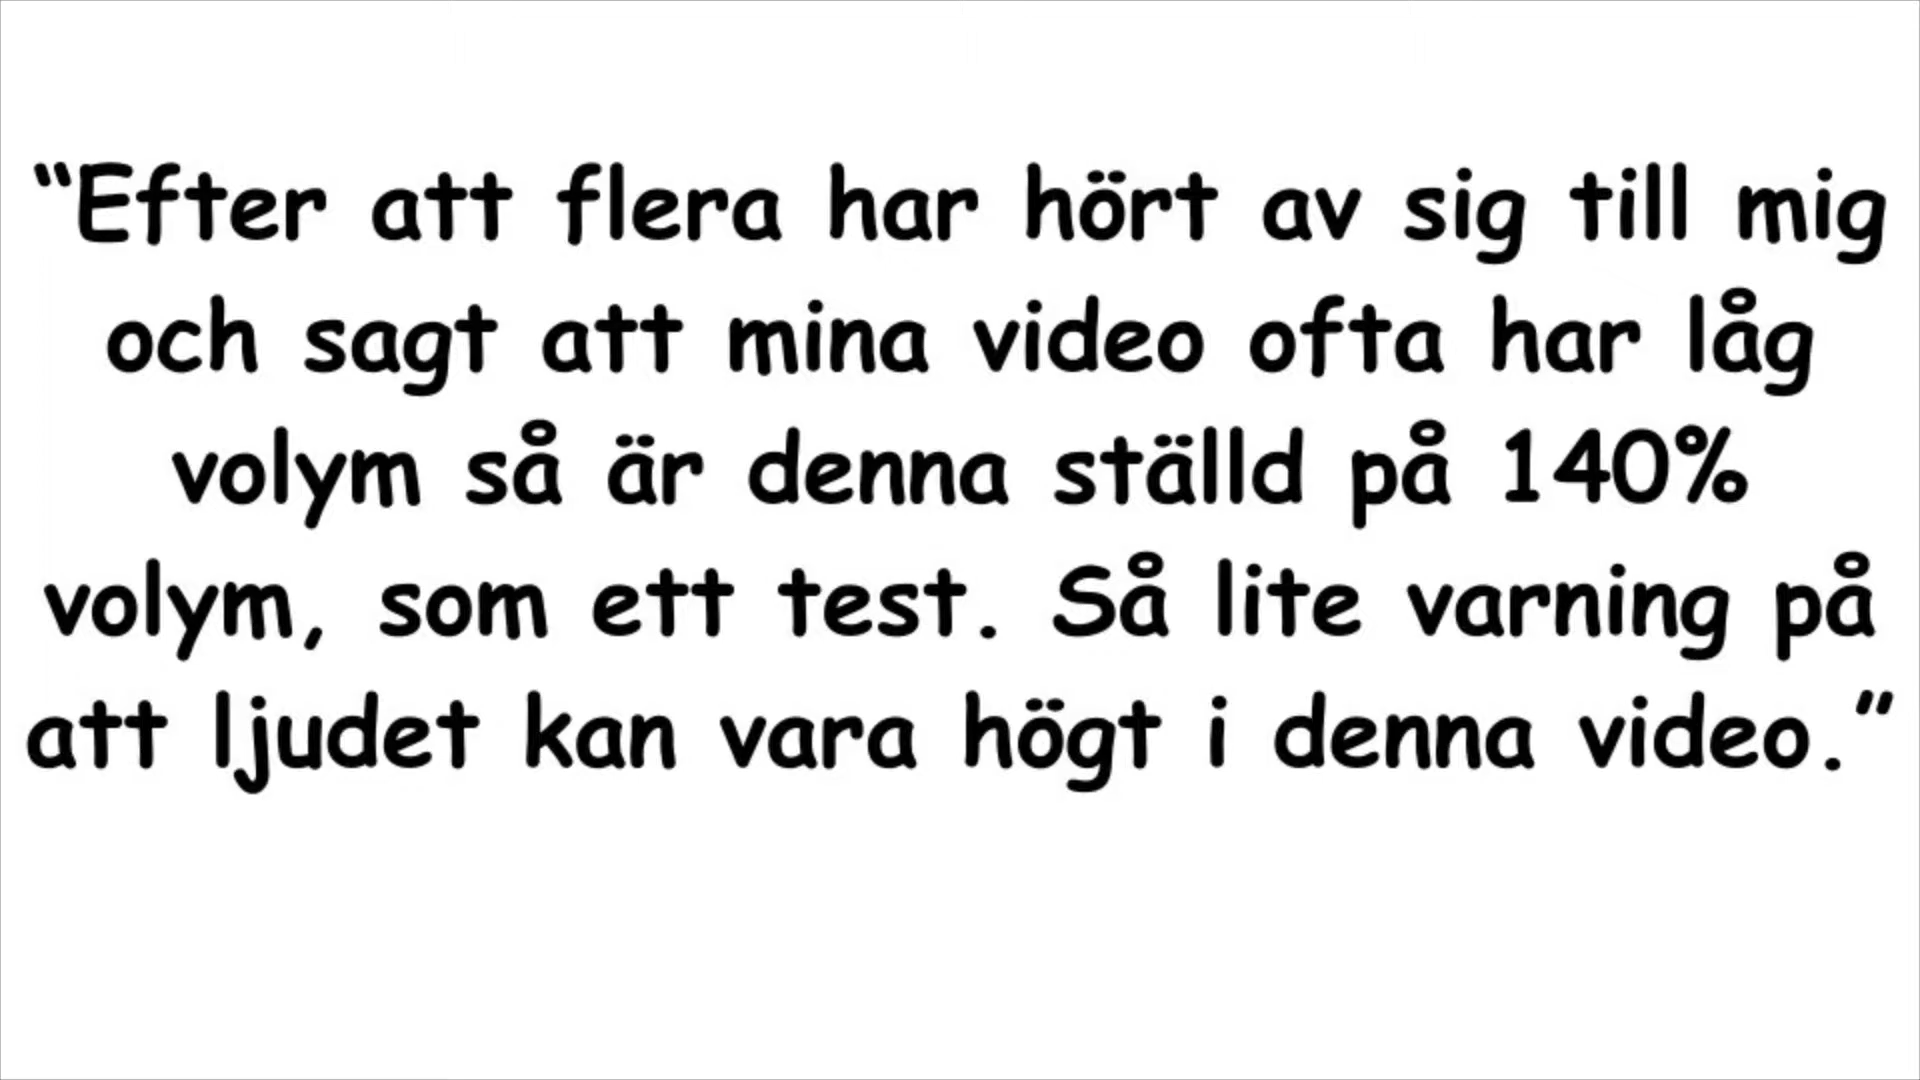 “Efter att flera har hört av sig till mig
och sagt att mina video ofta har låg
volym så är denna ställd på 140%
volym, som ett test. Så lite varning på
att ljudet kan vara högt i denna video.”